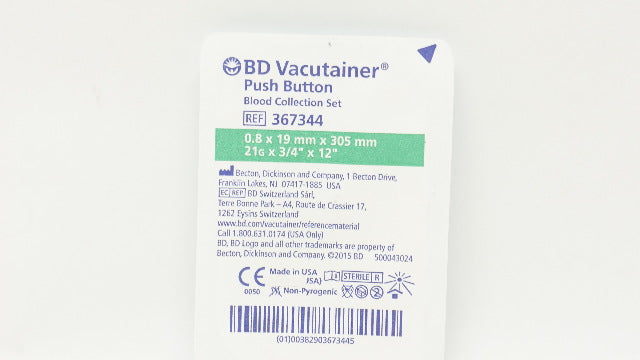 BD Vacutainer®
Push Button
Blood Collection Set
REF 367344
0.8 x 19 mm x 305 mm
21G x 3/4" x 12"
Becton, Dickinson and Company, 1 Becton Drive,
Franklin Lakes, NJ 07417-1885 USA
EC REP BD Switzerland Sàrl,
Terre Bonne Park – A4, Route de Crassier 17,
1262 Eysins Switzerland
www.bd.com/vacutainer/referencematerial
Call 1.800.631.0174 (USA Only)
BD, BD Logo and all other trademarks are property of
Becton, Dickinson and Company. ©2015 BD 500043024
CE 0050 Made in USA
JSA) STERILE R
Non-Pyrogenic
(01)00382903673445